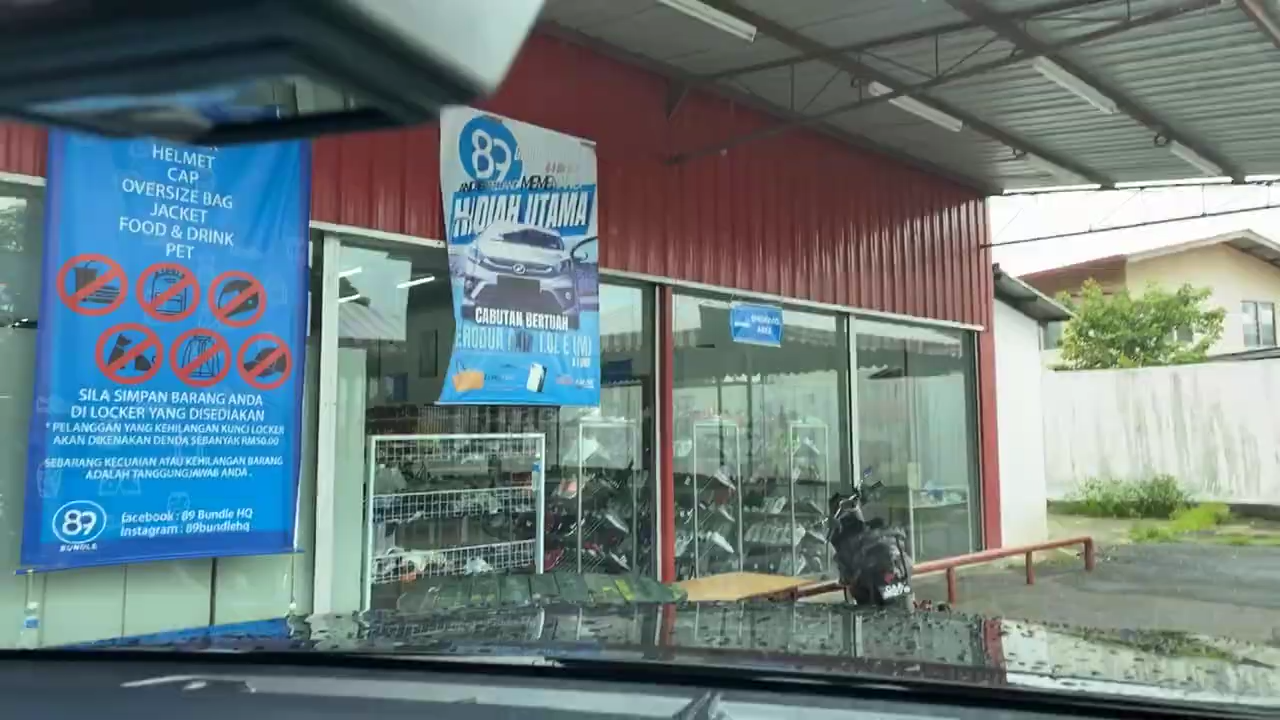 HELMET
CAP
OVERSIZE BAG
JACKET
FOOD & DRINK
PET
SILA SIMPAN BARANG ANDA
DI LOCKER YANG DISEDIAKAN
* PELANGGAN YANG KEHILANGAN KUNCI LOCKER
AKAN DIKENAKAN DENDA SEBANYAK RM50.00
SEBARANG KECUAIAN ATAU KEHILANGAN BARANG
ADALAH TANGGUNGJAWAB ANDA .
89
BUNDLE
facebook : 89 Bundle HQ
Instagram : 89bundlehq
89
HADIAH UTAMA
CABUTAN BERTUAH
AREA